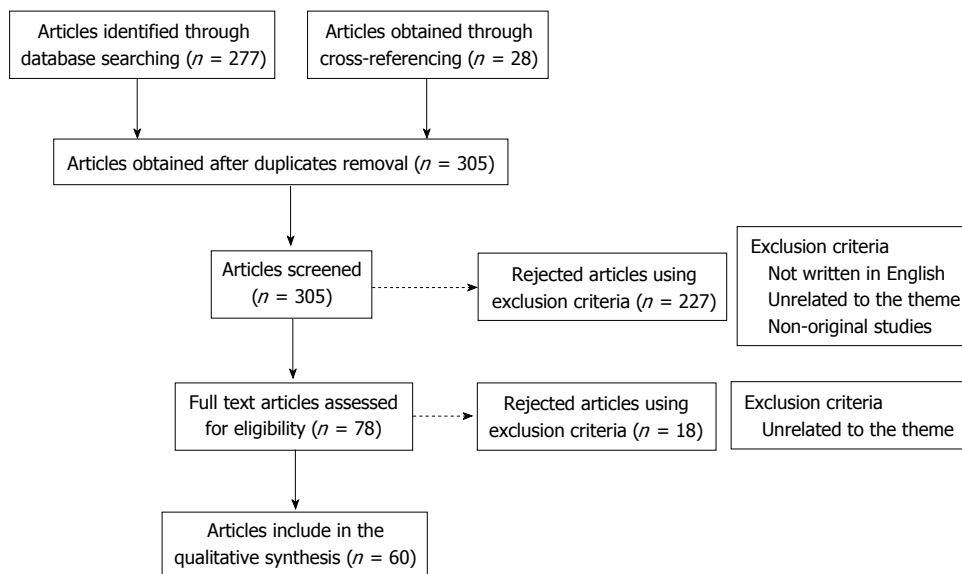 Articles identified through
database searching (n = 277)
Articles obtained through
cross-referencing (n = 28)
Articles obtained after duplicates removal (n = 305)
Articles screened
(n = 305)
Rejected articles using
exclusion criteria (n = 227)
Exclusion criteria
Not written in English
Unrelated to the theme
Non-original studies
Full text articles assessed
for eligibility (n = 78)
Rejected articles using
exclusion criteria (n = 18)
Exclusion criteria
Unrelated to the theme
Articles include in the
qualitative synthesis (n = 60)